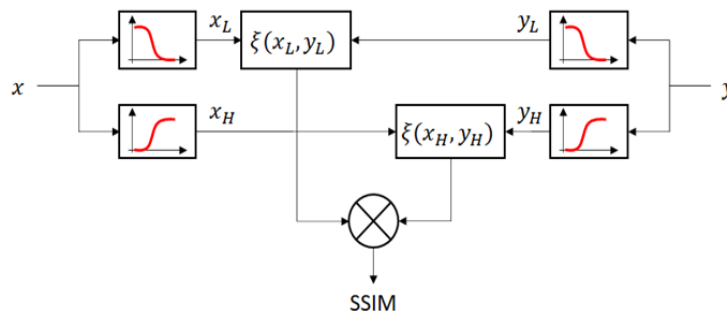 x_L
y_L
ξ(x_L, y_L)
x
y
x_H
y_H
ξ(x_H, y_H)
SSIM